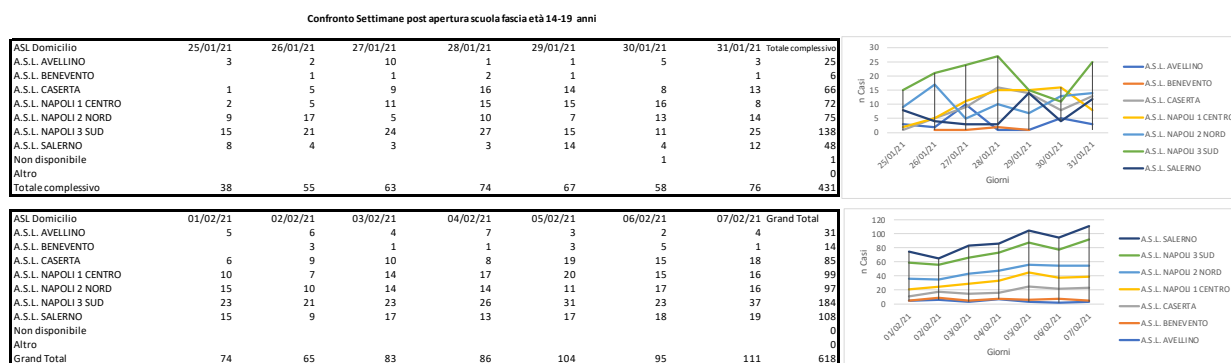 Confronto Settimane post apertura scuola fascia età 14-19 anni
ASL Domicilio 25/01/21 26/01/21 27/01/21 28/01/21 29/01/21 30/01/21 31/01/21 Totale complessivo
A.S.L. AVELLINO 3 2 10 1 1 5 3 25
A.S.L. BENEVENTO 1 1 2 1 1 6
A.S.L. CASERTA 1 5 9 16 14 8 13 66
A.S.L. NAPOLI 1 CENTRO 2 5 11 15 15 16 8 72
A.S.L. NAPOLI 2 NORD 9 17 5 10 7 13 14 75
A.S.L. NAPOLI 3 SUD 15 21 24 27 15 11 25 138
A.S.L. SALERNO 8 4 3 3 14 4 12 48
Non disponibile 1 1
Altro 0
Totale complessivo 38 55 63 74 67 58 76 431
30
25
20
15
10
5
0
n Casi
25/01/21 26/01/21 27/01/21 28/01/21 29/01/21 30/01/21 31/01/21
Giorni
A.S.L. AVELLINO
A.S.L. BENEVENTO
A.S.L. CASERTA
A.S.L. NAPOLI 1 CENTRO
A.S.L. NAPOLI 2 NORD
A.S.L. NAPOLI 3 SUD
A.S.L. SALERNO
ASL Domicilio 01/02/21 02/02/21 03/02/21 04/02/21 05/02/21 06/02/21 07/02/21 Grand Total
A.S.L. AVELLINO 5 6 4 7 3 2 4 31
A.S.L. BENEVENTO 3 1 1 3 5 1 14
A.S.L. CASERTA 6 9 10 8 19 15 18 85
A.S.L. NAPOLI 1 CENTRO 10 7 14 17 20 15 16 99
A.S.L. NAPOLI 2 NORD 15 10 14 14 11 17 16 97
A.S.L. NAPOLI 3 SUD 23 21 23 26 31 23 37 184
A.S.L. SALERNO 15 9 17 13 17 18 19 108
Non disponibile 0
Altro 0
Grand Total 74 65 83 86 104 95 111 618
120
100
80
60
40
20
0
n Casi
01/02/21 02/02/21 03/02/21 04/02/21 05/02/21 06/02/21 07/02/21
Giorni
A.S.L. SALERNO
A.S.L. NAPOLI 3 SUD
A.S.L. NAPOLI 2 NORD
A.S.L. NAPOLI 1 CENTRO
A.S.L. CASERTA
A.S.L. BENEVENTO
A.S.L. AVELLINO